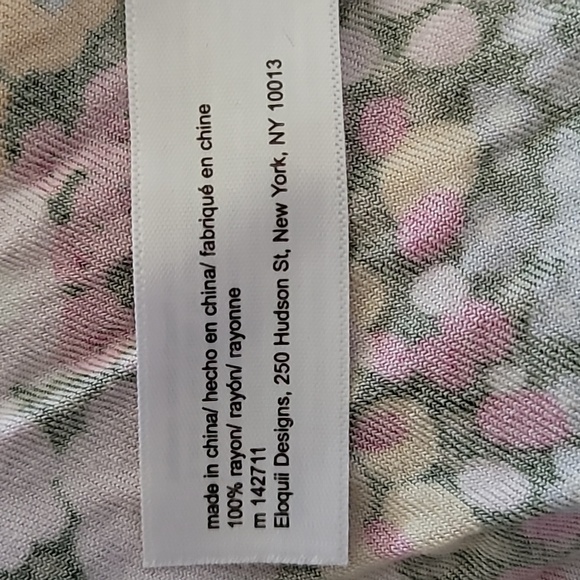 made in china/ hecho en china/ fabriqué en chine
100% rayon/ rayón/ rayonne
m 142711
Eloquii Designs, 250 Hudson St, New York, NY 10013